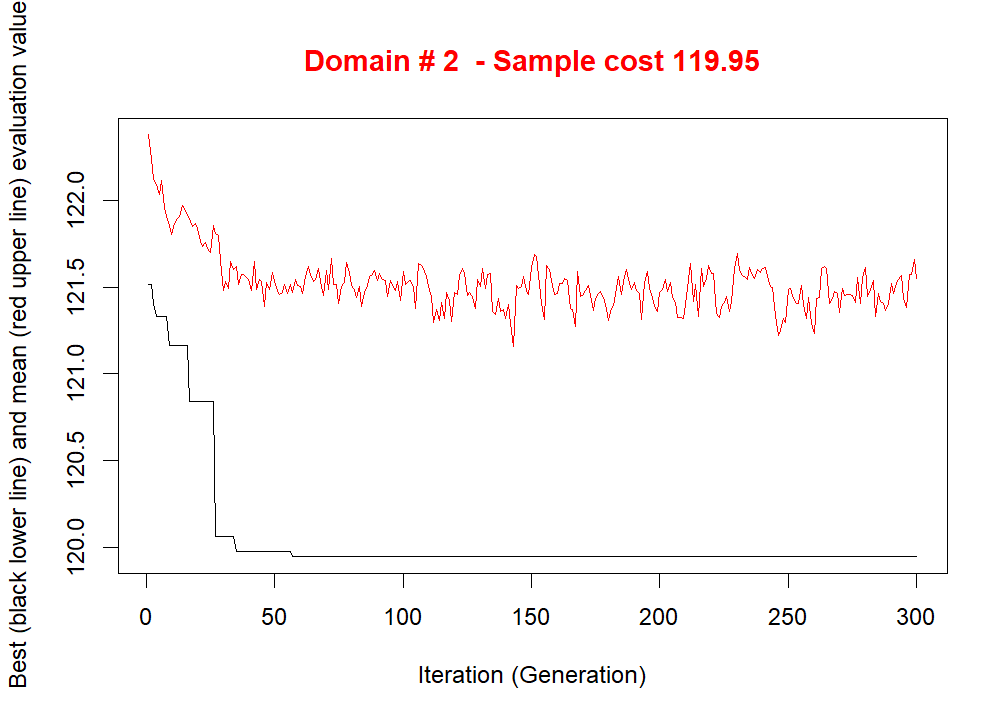 Domain # 2  - Sample cost 119.95
Best (black lower line) and mean (red upper line) evaluation value
122.0
121.5
121.0
120.5
120.0
0 50 100 150 200 250 300
Iteration (Generation)